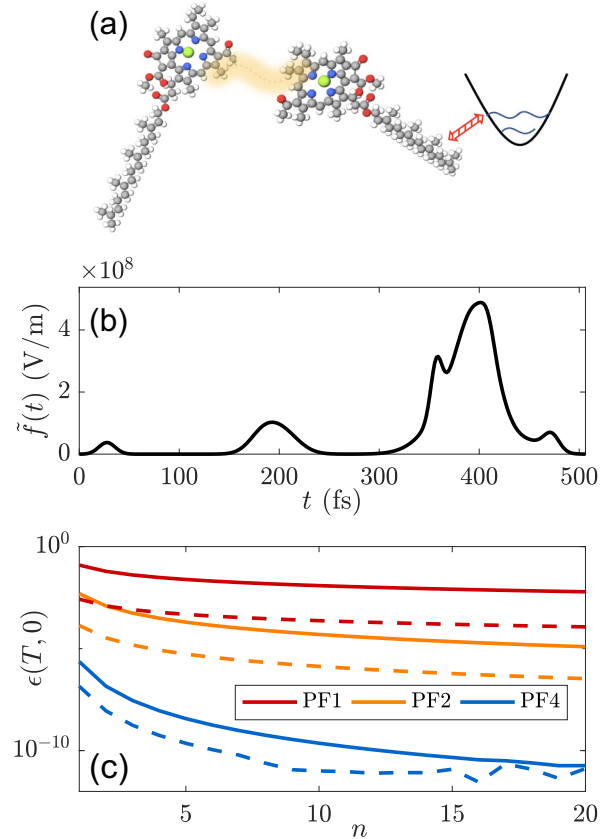 (a)
×10⁸
(b)
4
2
0
f̃(t) (V/m)
0 100 200 300 400 500
t (fs)
10⁰
10⁻¹⁰
ϵ(T, 0)
PF1 PF2 PF4
(c)
5 10 15 20
n